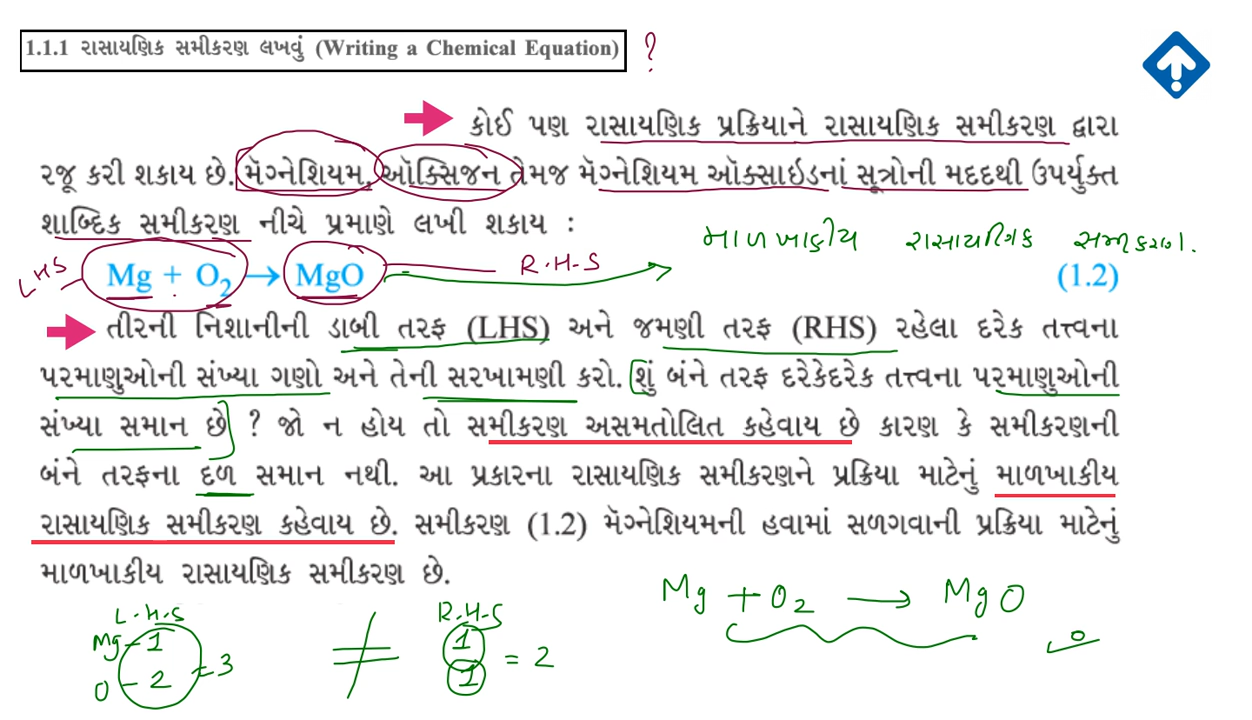 1.1.1 રાસાયણિક સમીકરણ લખવું (Writing a Chemical Equation) ?
કોઈ પણ રાસાયણિક પ્રક્રિયાને રાસાયણિક સમીકરણ દ્વારા
રજૂ કરી શકાય છે. મૅગ્નેશિયમ, ઑક્સિજન તેમજ મૅગ્નેશિયમ ઑક્સાઇડનાં સૂત્રોની મદદથી ઉપર્યુક્ત
શાબ્દિક સમીકરણ નીચે પ્રમાણે લખી શકાય :
માળખાકીય રાસાયણિક સમીકરણ.
LHS Mg + O₂ → MgO R.H-S (1.2)
તીરની નિશાનીની ડાબી તરફ (LHS) અને જમણી તરફ (RHS) રહેલા દરેક તત્ત્વના
પરમાણુઓની સંખ્યા ગણો અને તેની સરખામણી કરો. શું બંને તરફ દરેકેદરેક તત્ત્વના પરમાણુઓની
સંખ્યા સમાન છે ? જો ન હોય તો સમીકરણ અસમતોલિત કહેવાય છે કારણ કે સમીકરણની
બંને તરફના દળ સમાન નથી. આ પ્રકારના રાસાયણિક સમીકરણને પ્રક્રિયા માટેનું માળખાકીય
રાસાયણિક સમીકરણ કહેવાય છે. સમીકરણ (1.2) મૅગ્નેશિયમની હવામાં સળગવાની પ્રક્રિયા માટેનું
માળખાકીય રાસાયણિક સમીકરણ છે.
Mg + O₂ → MgO
L.H-S R.H-S
Mg - 1 ≠ 1
O - 2 = 3 1 = 2